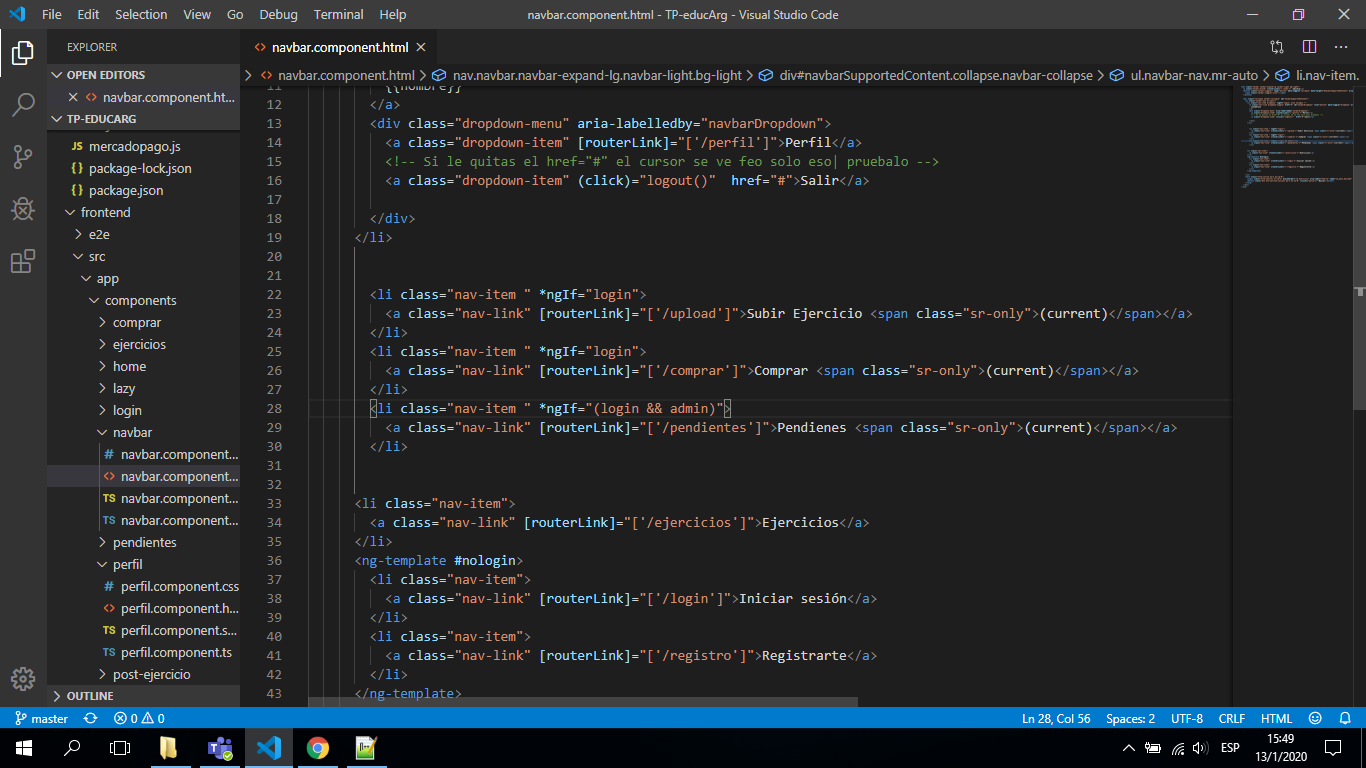 File Edit Selection View Go Debug Terminal Help
navbar.component.html - TP-educArg - Visual Studio Code
EXPLORER
OPEN EDITORS
navbar.component.ht...
TP-EDUCARG
mercadopago.js
package-lock.json
package.json
frontend
e2e
src
app
components
comprar
ejercicios
home
lazy
login
navbar
navbar.component...
navbar.component...
navbar.component...
navbar.component...
pendientes
perfil
perfil.component.css
perfil.component.h...
perfil.component.s...
perfil.component.ts
post-ejercicio
OUTLINE
navbar.component.html
navbar.component.html > nav.navbar.navbar-expand-lg.navbar-light.bg-light > div#navbarSupportedContent.collapse.navbar-collapse > ul.navbar-nav.mr-auto > li.nav-item.
11 {{nombre}}
12 </a>
13 <div class="dropdown-menu" aria-labelledby="navbarDropdown">
14 <a class="dropdown-item" [routerLink]="['/perfil']">Perfil</a>
15 <!-- Si le quitas el href="#" el cursor se ve feo solo eso| pruebalo -->
16 <a class="dropdown-item" (click)="logout()"  href="#">Salir</a>
17
18 </div>
19 </li>
20
21
22 <li class="nav-item " *ngIf="login">
23 <a class="nav-link" [routerLink]="['/upload']">Subir Ejercicio <span class="sr-only">(current)</span></a>
24 </li>
25 <li class="nav-item " *ngIf="login">
26 <a class="nav-link" [routerLink]="['/comprar']">Comprar <span class="sr-only">(current)</span></a>
27 </li>
28 <li class="nav-item " *ngIf="(login && admin)">
29 <a class="nav-link" [routerLink]="['/pendientes']">Pendienes <span class="sr-only">(current)</span></a>
30 </li>
31
32
33 <li class="nav-item">
34 <a class="nav-link" [routerLink]="['/ejercicios']">Ejercicios</a>
35 </li>
36 <ng-template #nologin>
37 <li class="nav-item">
38 <a class="nav-link" [routerLink]="['/login']">Iniciar sesión</a>
39 </li>
40 <li class="nav-item">
41 <a class="nav-link" [routerLink]="['/registro']">Registrarte</a>
42 </li>
43 </ng-template>
master 0 0
Ln 28, Col 56 Spaces: 2 UTF-8 CRLF HTML
ESP
15:49
13/1/2020